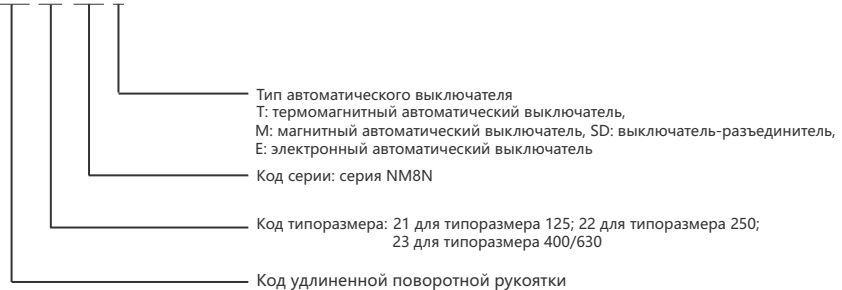 Тип автоматического выключателя
Т: термомагнитный автоматический выключатель,
М: магнитный автоматический выключатель, SD: выключатель-разъединитель,
Е: электронный автоматический выключатель
Код серии: серия NM8N
Код типоразмера: 21 для типоразмера 125; 22 для типоразмера 250;
23 для типоразмера 400/630
Код удлиненной поворотной рукоятки